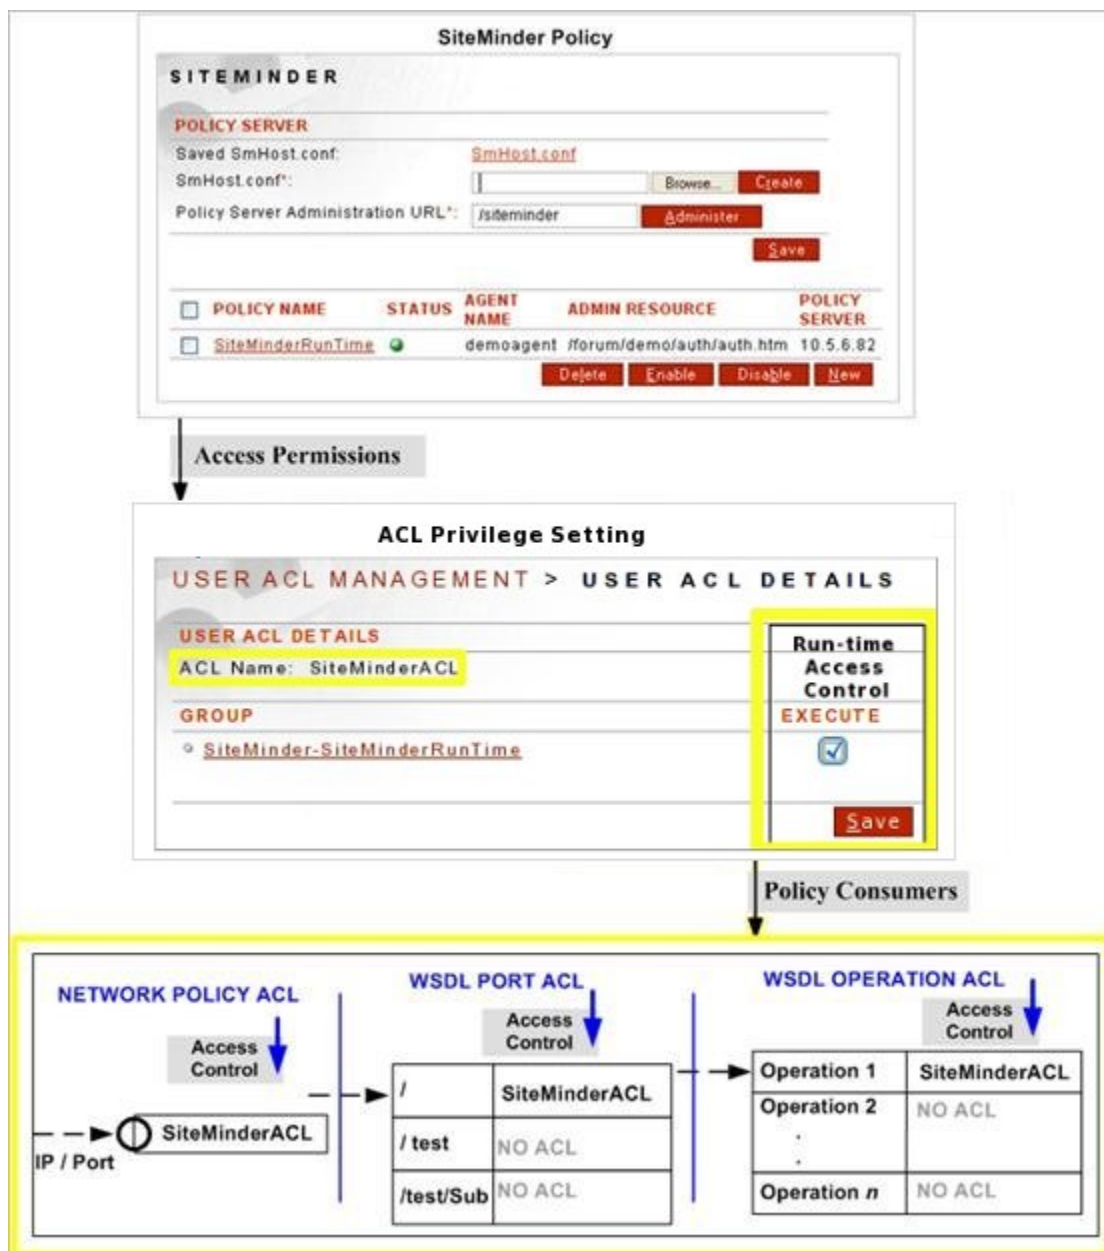 SiteMinder Policy
SITEMINDER
POLICY SERVER
Saved SmHost.conf: SmHost.conf
SmHost.conf*: Browse... Create
Policy Server Administration URL*: /siteminder Administer
Save
POLICY NAME STATUS AGENT NAME ADMIN RESOURCE POLICY SERVER
SiteMinderRunTime demoagent /forum/demo/auth/auth.htm 10.5.6.82
Delete Enable Disable New
Access Permissions
ACL Privilege Setting
USER ACL MANAGEMENT > USER ACL DETAILS
USER ACL DETAILS
ACL Name: SiteMinderACL
GROUP
SiteMinder-SiteMinderRunTime
Run-time
Access
Control
EXECUTE
Save
Policy Consumers
NETWORK POLICY ACL
Access
Control
SiteMinderACL
IP / Port
WSDL PORT ACL
Access
Control
/ SiteMinderACL
/ test NO ACL
/test/Sub NO ACL
WSDL OPERATION ACL
Access
Control
Operation 1 SiteMinderACL
Operation 2 NO ACL
.
.
Operation n NO ACL